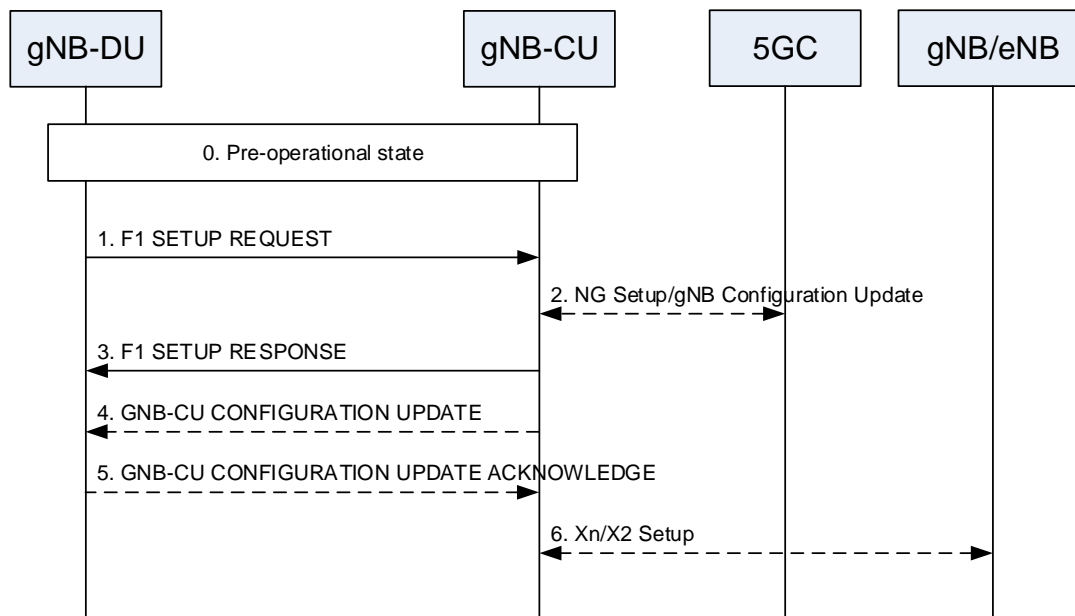 gNB-DU
gNB-CU
5GC
gNB/eNB
0. Pre-operational state
1. F1 SETUP REQUEST
2. NG Setup/gNB Configuration Update
3. F1 SETUP RESPONSE
4. GNB-CU CONFIGURATION UPDATE
5. GNB-CU CONFIGURATION UPDATE ACKNOWLEDGE
6. Xn/X2 Setup